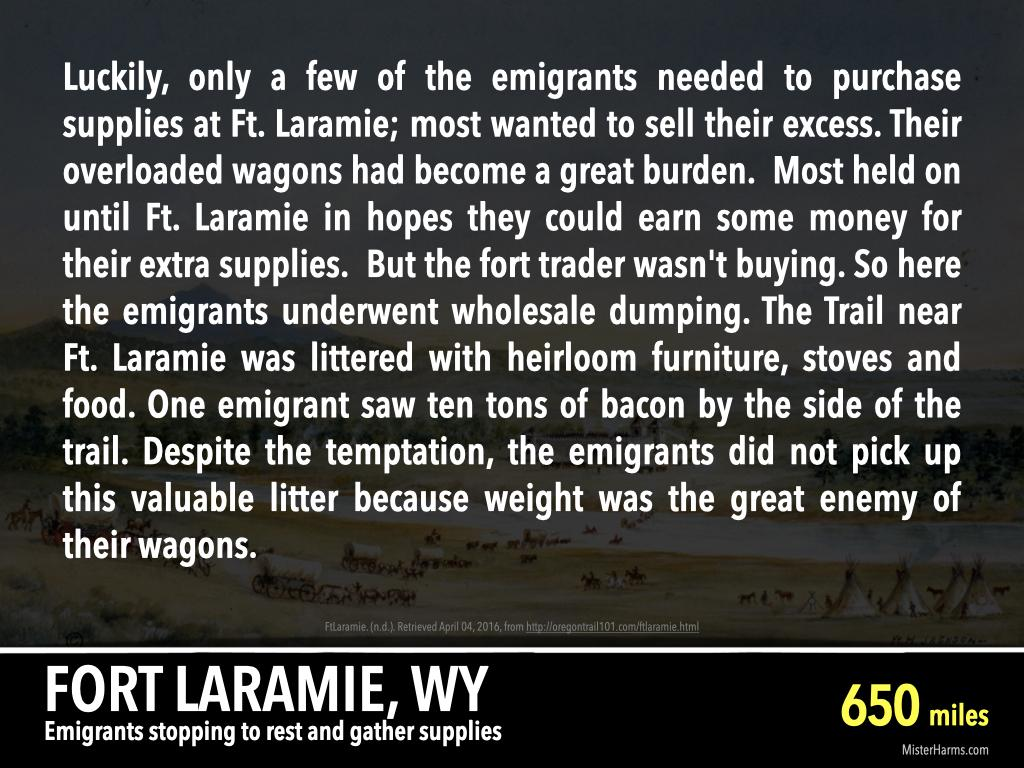 Luckily, only a few of the emigrants needed to purchase
supplies at Ft. Laramie; most wanted to sell their excess. Their
overloaded wagons had become a great burden.  Most held on
until Ft. Laramie in hopes they could earn some money for
their extra supplies.  But the fort trader wasn't buying. So here
the emigrants underwent wholesale dumping. The Trail near
Ft. Laramie was littered with heirloom furniture, stoves and
food. One emigrant saw ten tons of bacon by the side of the
trail. Despite the temptation, the emigrants did not pick up
this valuable litter because weight was the great enemy of
their wagons.
FtLaramie. (n.d.). Retrieved April 04, 2016, from http://oregontrail101.com/ftlaramie.html
FORT LARAMIE, WY
Emigrants stopping to rest and gather supplies
650 miles
MisterHarms.com